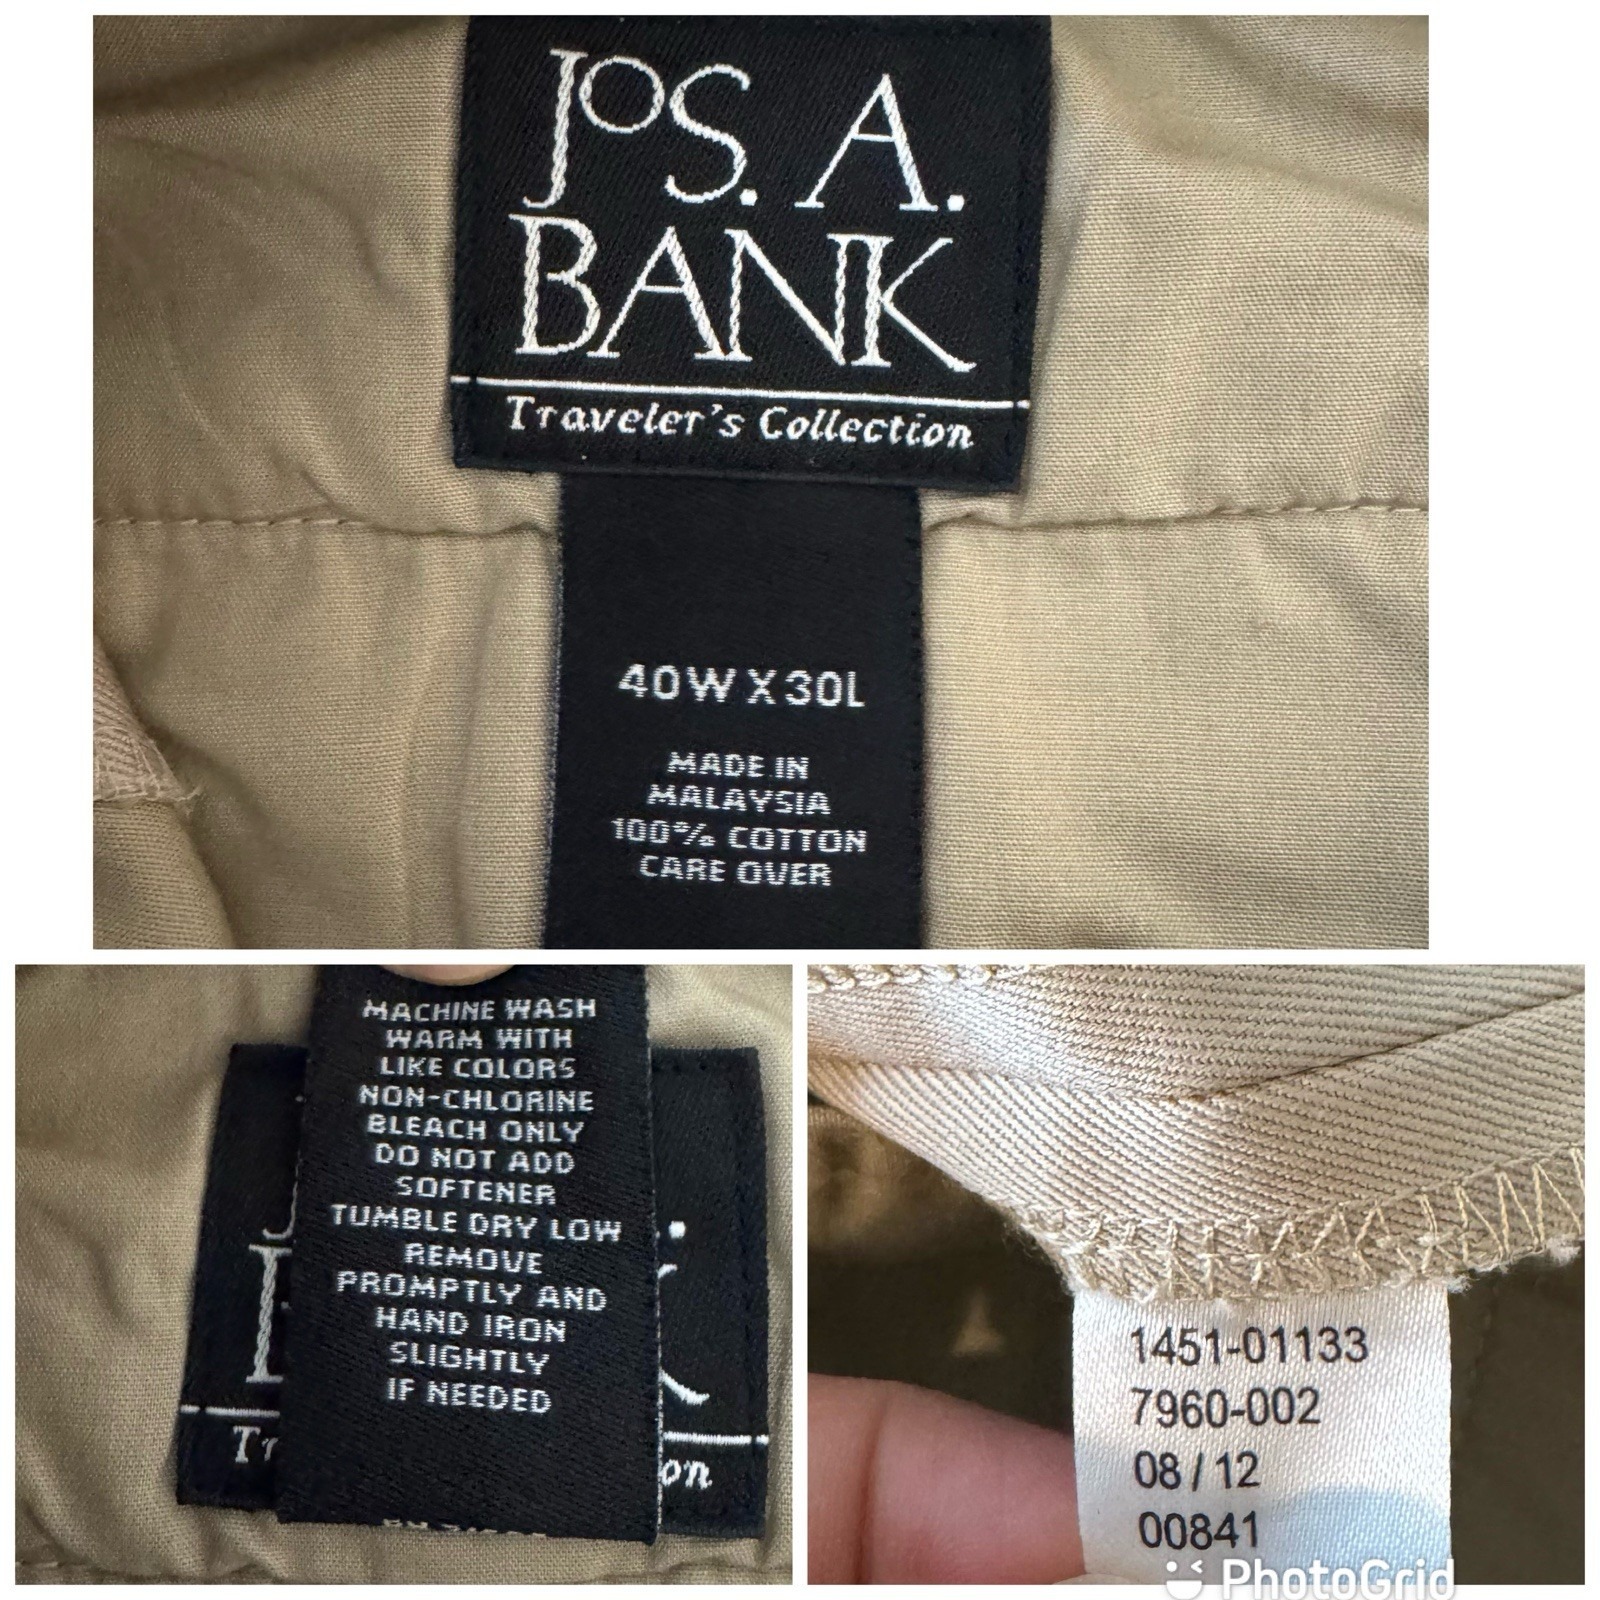 JOS. A.
BANK
Traveler's Collection
40W X 30L
MADE IN
MALAYSIA
100% COTTON
CARE OVER
MACHINE WASH
WARM WITH
LIKE COLORS
NON-CHLORINE
BLEACH ONLY
DO NOT ADD
SOFTENER
TUMBLE DRY LOW
REMOVE
PROMPTLY AND
HAND IRON
SLIGHTLY
IF NEEDED
1451-01133
7960-002
08 / 12
00841
PhotoGrid